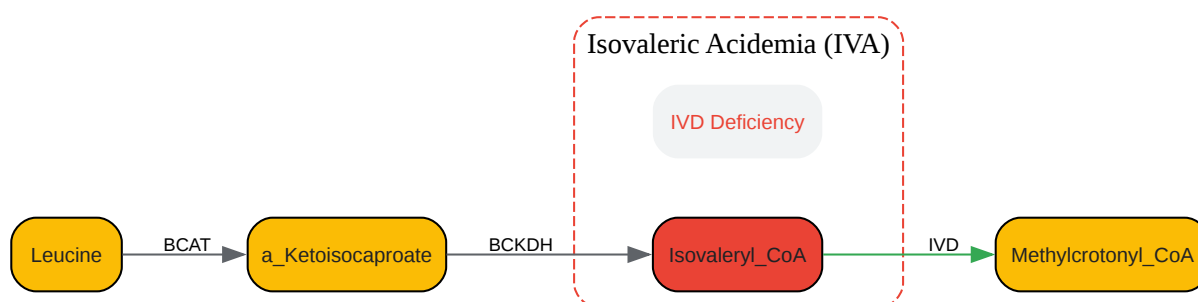 Isovaleric Acidemia (IVA)
IVD Deficiency
Leucine
BCAT
a_Ketoisocaproate
BCKDH
Isovaleryl_CoA
IVD
Methylcrotonyl_CoA